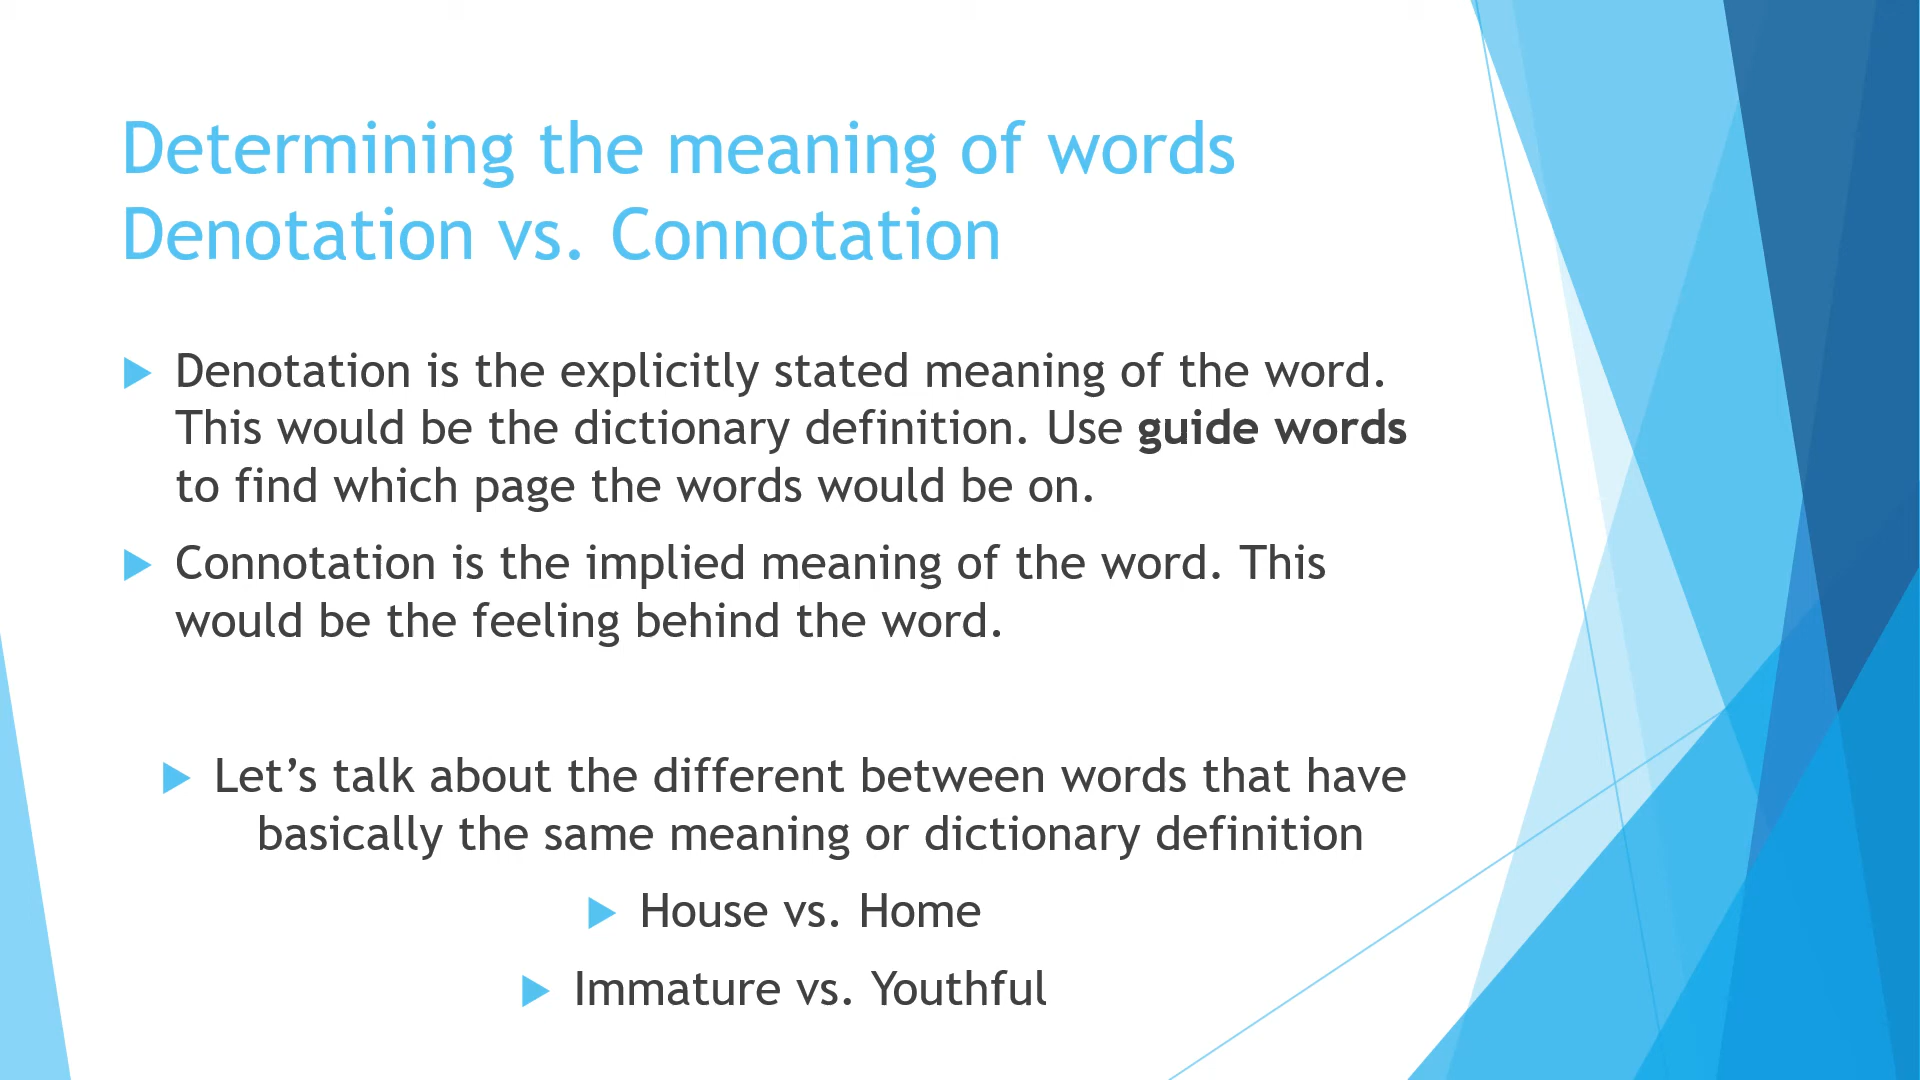 Determining the meaning of words
Denotation vs. Connotation
Denotation is the explicitly stated meaning of the word.
This would be the dictionary definition. Use guide words
to find which page the words would be on.
Connotation is the implied meaning of the word. This
would be the feeling behind the word.
Let’s talk about the different between words that have
basically the same meaning or dictionary definition
House vs. Home
Immature vs. Youthful